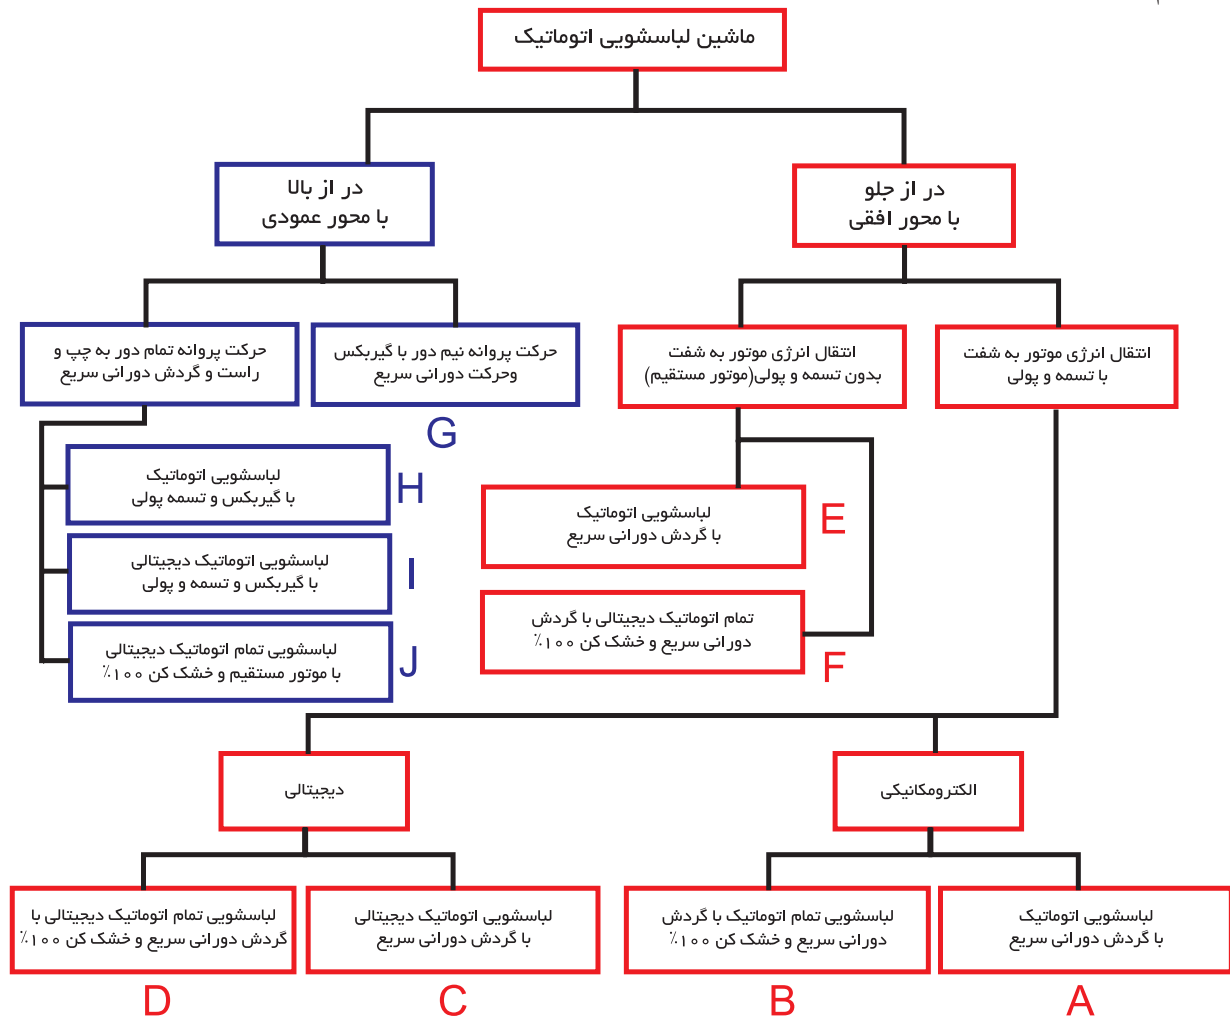 ماشین لباسشویی اتوماتیک
در از جلو
با محور افقی
در از بالا
با محور عمودی
انتقال انرژی موتور به شفت
با تسمه و پولی
انتقال انرژی موتور به شفت
بدون تسمه و پولی(موتور مستقیم)
حرکت پروانه نیم دور با گیربکس
وحرکت دورانی سریع
G
حرکت پروانه تمام دور به چپ و
راست و گردش دورانی سریع
لباسشویی اتوماتیک
با گیربکس و تسمه پولی
H
لباسشویی اتوماتیک دیجیتالی
با گیربکس و تسمه و پولی
I
لباسشویی تمام اتوماتیک دیجیتالی
با موتور مستقیم و خشک کن ۱۰۰٪
J
لباسشویی اتوماتیک
با گردش دورانی سریع
E
تمام اتوماتیک دیجیتالی با گردش
دورانی سریع و خشک کن ۱۰۰٪
F
الکترومکانیکی
دیجیتالی
لباسشویی اتوماتیک
با گردش دورانی سریع
A
لباسشویی تمام اتوماتیک با گردش
دورانی سریع و خشک کن ۱۰۰٪
B
لباسشویی اتوماتیک دیجیتالی
با گردش دورانی سریع
C
لباسشویی تمام اتوماتیک دیجیتالی با
گردش دورانی سریع و خشک کن ۱۰۰٪
D